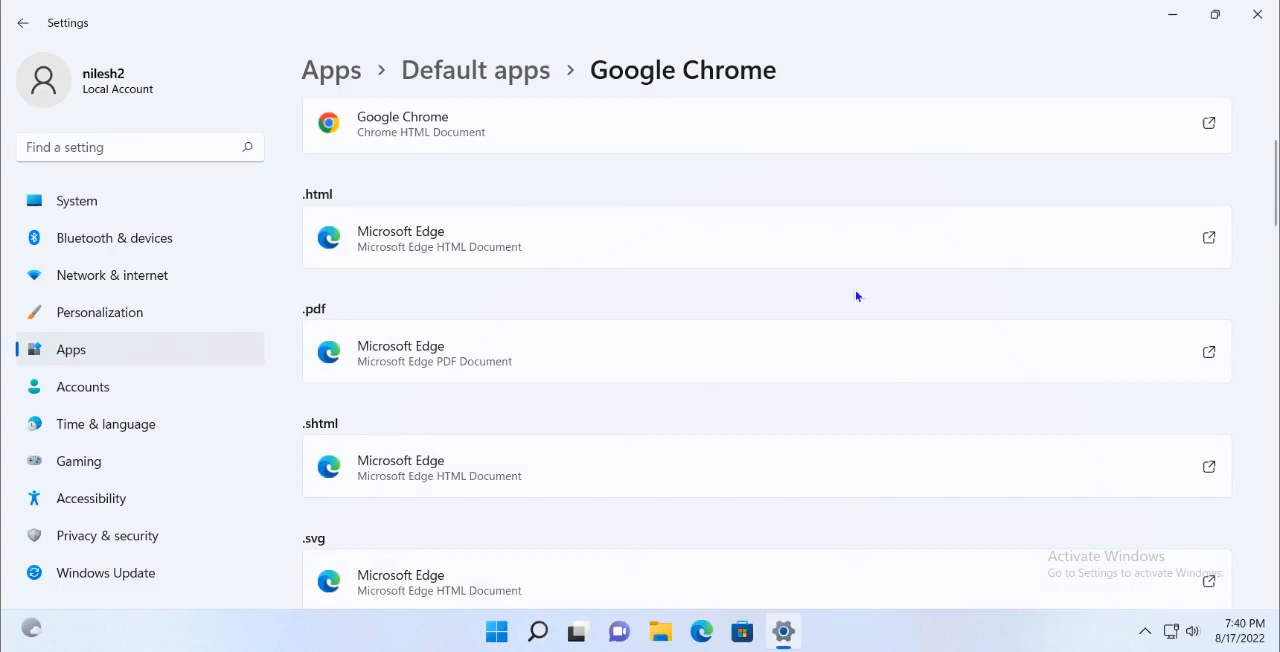 Settings
nilesh2
Local Account
Find a setting
System
Bluetooth & devices
Network & internet
Personalization
Apps
Accounts
Time & language
Gaming
Accessibility
Privacy & security
Windows Update
Apps > Default apps > Google Chrome
Google Chrome
Chrome HTML Document
.html
Microsoft Edge
Microsoft Edge HTML Document
.pdf
Microsoft Edge
Microsoft Edge PDF Document
.shtml
Microsoft Edge
Microsoft Edge HTML Document
.svg
Microsoft Edge
Microsoft Edge HTML Document
Activate Windows
Go to Settings to activate Windows.
7:40 PM
8/17/2022